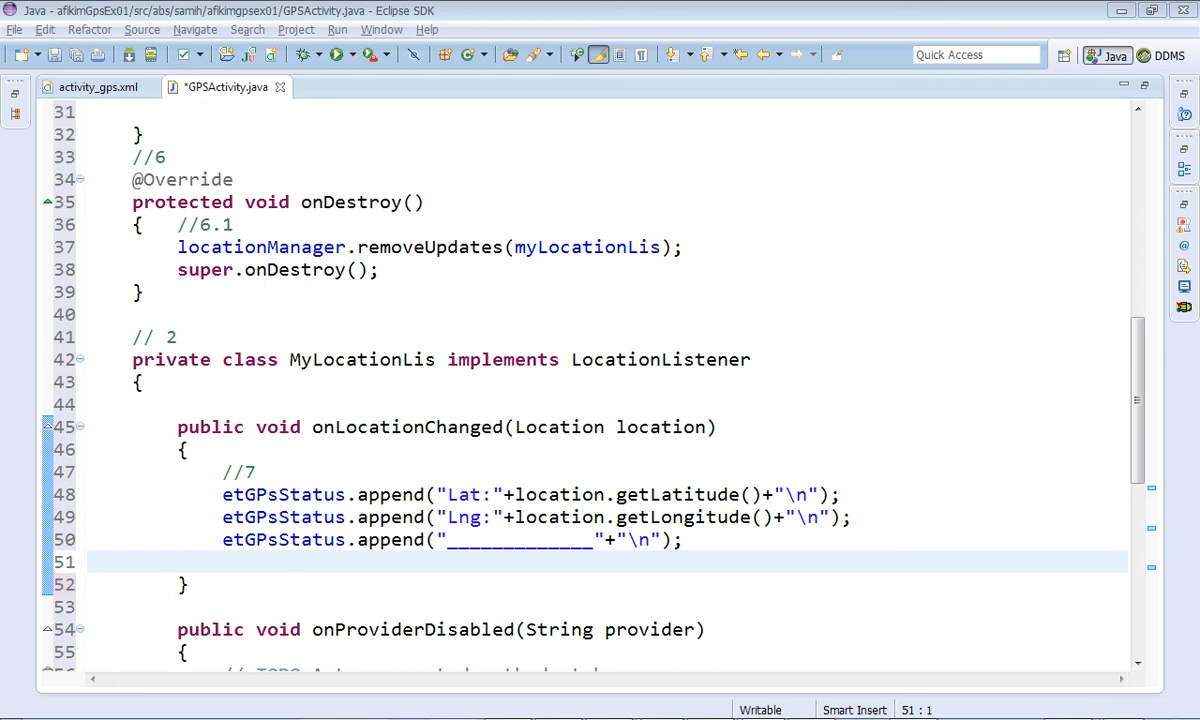 Java - afikimGpsEx01/src/abs/samih/afikimgpsex01/GPSActivity.java - Eclipse SDK
File Edit Refactor Source Navigate Search Project Run Window Help
Quick Access Java DDMS
activity_gps.xml *GPSActivity.java
31
32 }
33 //6
34 @Override
35 protected void onDestroy()
36 { //6.1
37 locationManager.removeUpdates(myLocationLis);
38 super.onDestroy();
39 }
40
41 // 2
42 private class MyLocationLis implements LocationListener
43 {
44
45 public void onLocationChanged(Location location)
46 {
47 //7
48 etGPsStatus.append("Lat:"+location.getLatitude()+"\n");
49 etGPsStatus.append("Lng:"+location.getLongitude()+"\n");
50 etGPsStatus.append("_____________"+"\n");
51
52 }
53
54 public void onProviderDisabled(String provider)
55 {
Writable Smart Insert 51 : 1